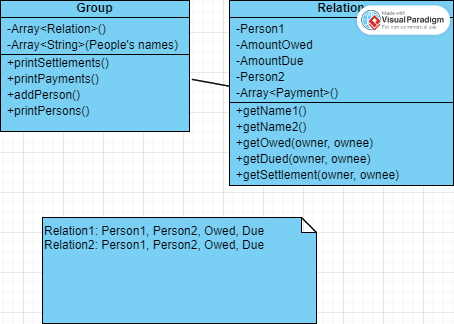 Group
-Array<Relation>()
-Array<String>(People's names)
+printSettlements()
+printPayments()
+addPerson()
+printPersons()
Relation
-Person1
-AmountOwed
-AmountDue
-Person2
-Array<Payment>()
+getName1()
+getName2()
+getOwed(owner, ownee)
+getDued(owner, ownee)
+getSettlement(owner, ownee)
Made with
Visual Paradigm
For non-commercial use
Relation1: Person1, Person2, Owed, Due
Relation2: Person1, Person2, Owed, Due